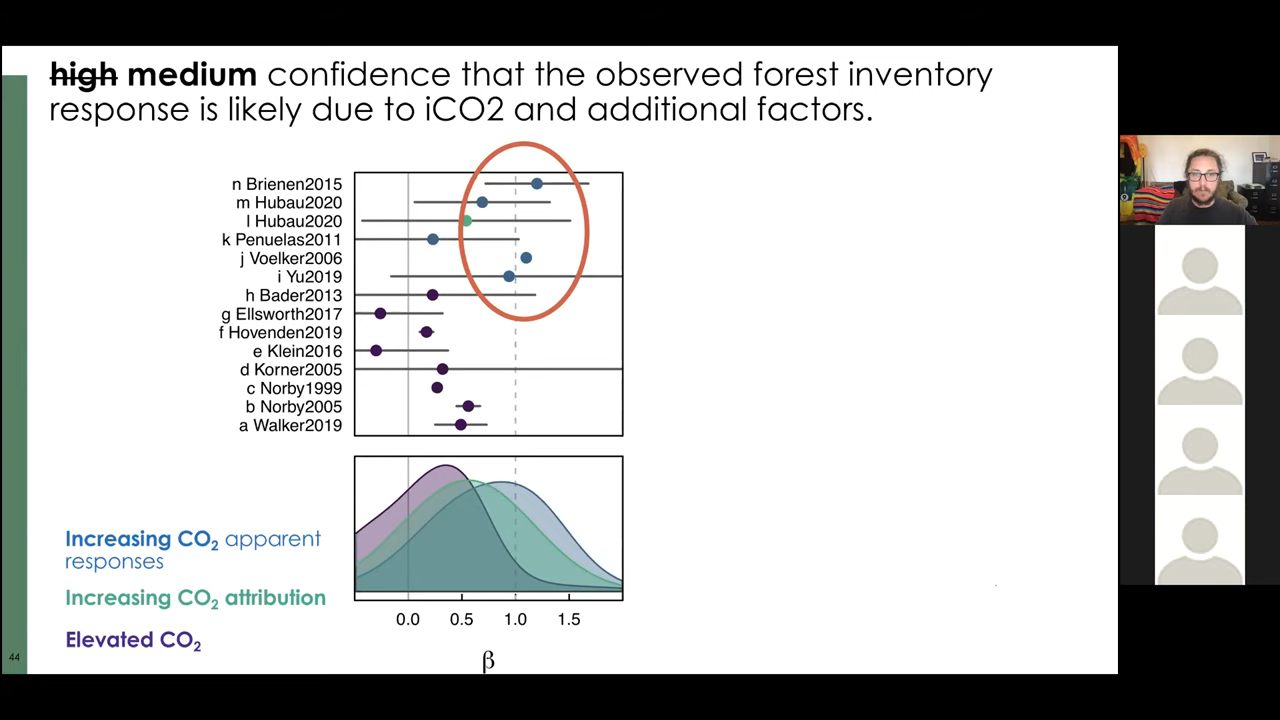 high medium confidence that the observed forest inventory
response is likely due to iCO2 and additional factors.
n Brienen2015
m Hubau2020
l Hubau2020
k Penuelas2011
j Voelker2006
i Yu2019
h Bader2013
g Ellsworth2017
f Hovenden2019
e Klein2016
d Korner2005
c Norby1999
b Norby2005
a Walker2019
Increasing CO₂ apparent
responses
Increasing CO₂ attribution
Elevated CO₂
0.0 0.5 1.0 1.5
β
44